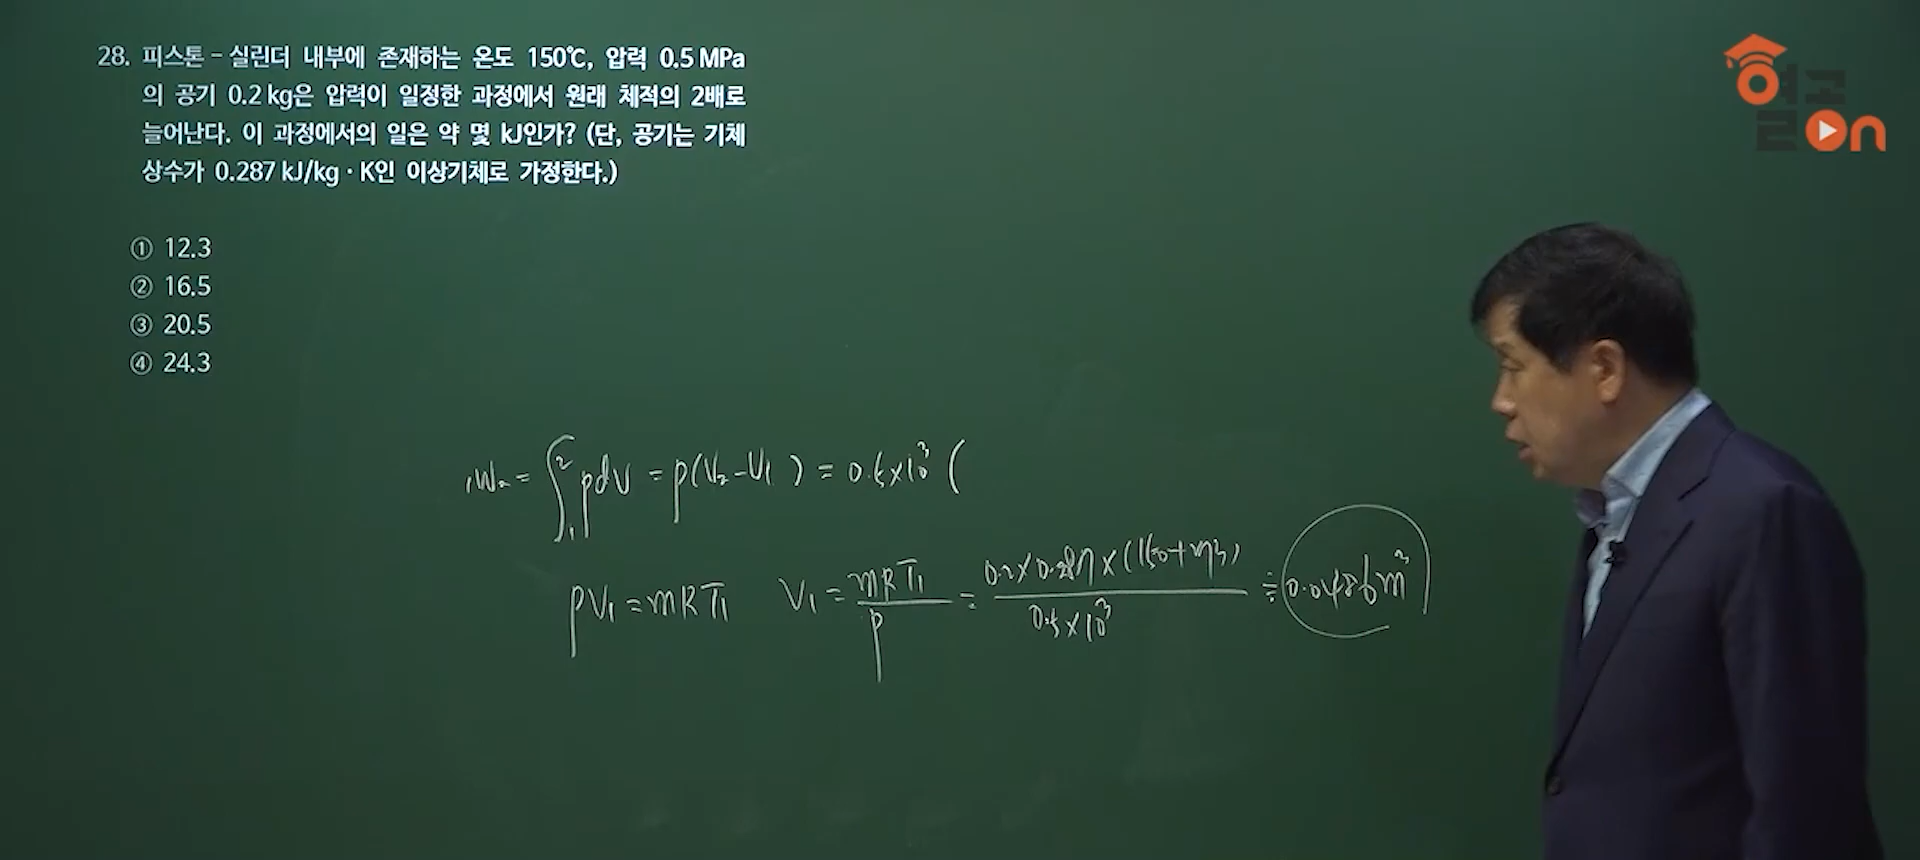 28. 피스톤 - 실린더 내부에 존재하는 온도 150℃, 압력 0.5 MPa
의 공기 0.2 kg은 압력이 일정한 과정에서 원래 체적의 2배로
늘어난다. 이 과정에서의 일은 약 몇 kJ인가? (단, 공기는 기체
상수가 0.287 kJ/kg · K인 이상기체로 가정한다.)
① 12.3
② 16.5
③ 20.5
④ 24.3
열공
On
₁W₂ = ∫₁² pdV = p(V₂-V₁) = 0.5×10³ (
pV₁ = mRT₁ V₁ = mRT₁/p = 0.2×0.287×(150+273)/0.5×10³ ≒ 0.0486m³